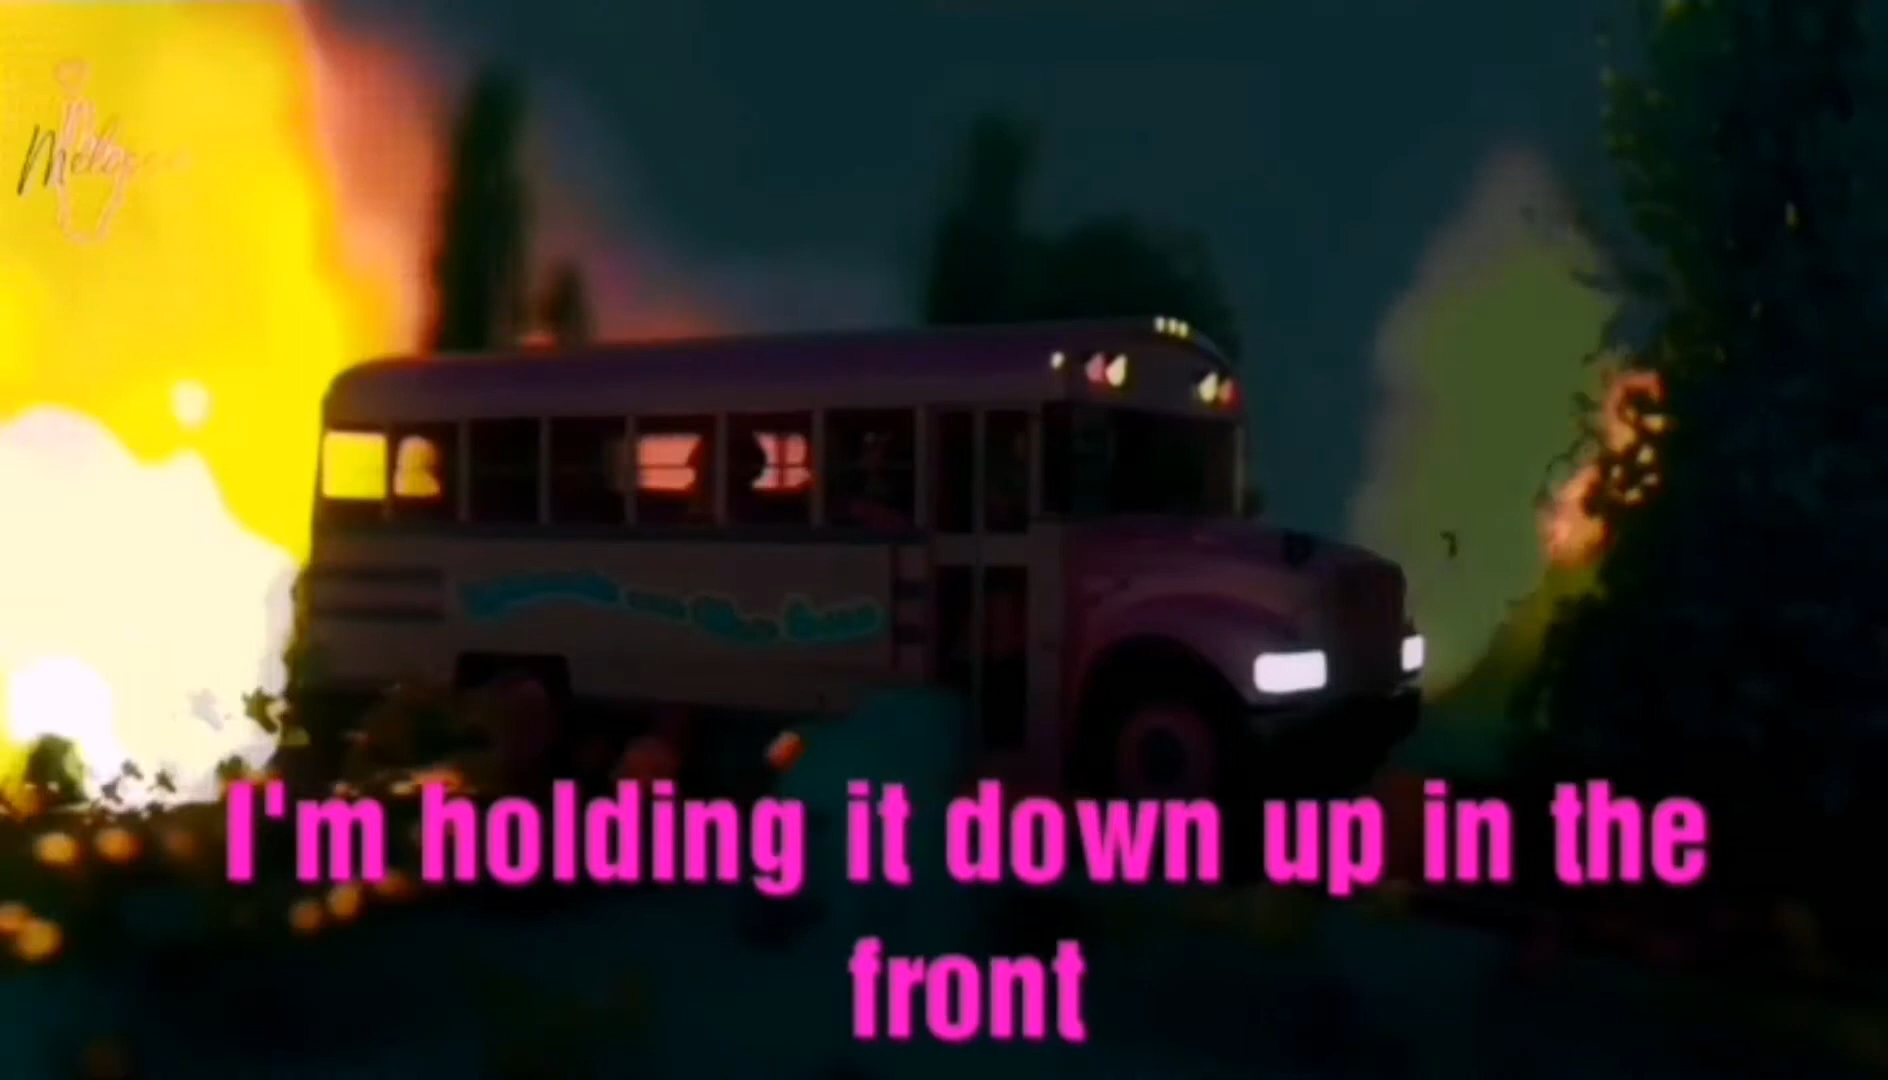 I'm holding it down up in the
front